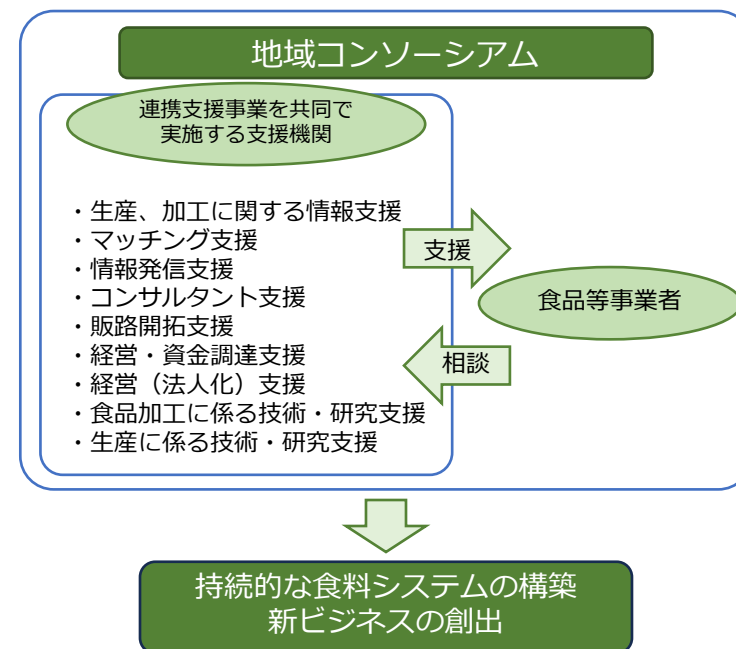 地域コンソーシアム
連携支援事業を共同で
実施する支援機関
・生産、加工に関する情報支援
・マッチング支援
・情報発信支援
・コンサルタント支援
・販路開拓支援
・経営・資金調達支援
・経営（法人化）支援
・食品加工に係る技術・研究支援
・生産に係る技術・研究支援
支援
食品等事業者
相談
持続的な食料システムの構築
新ビジネスの創出